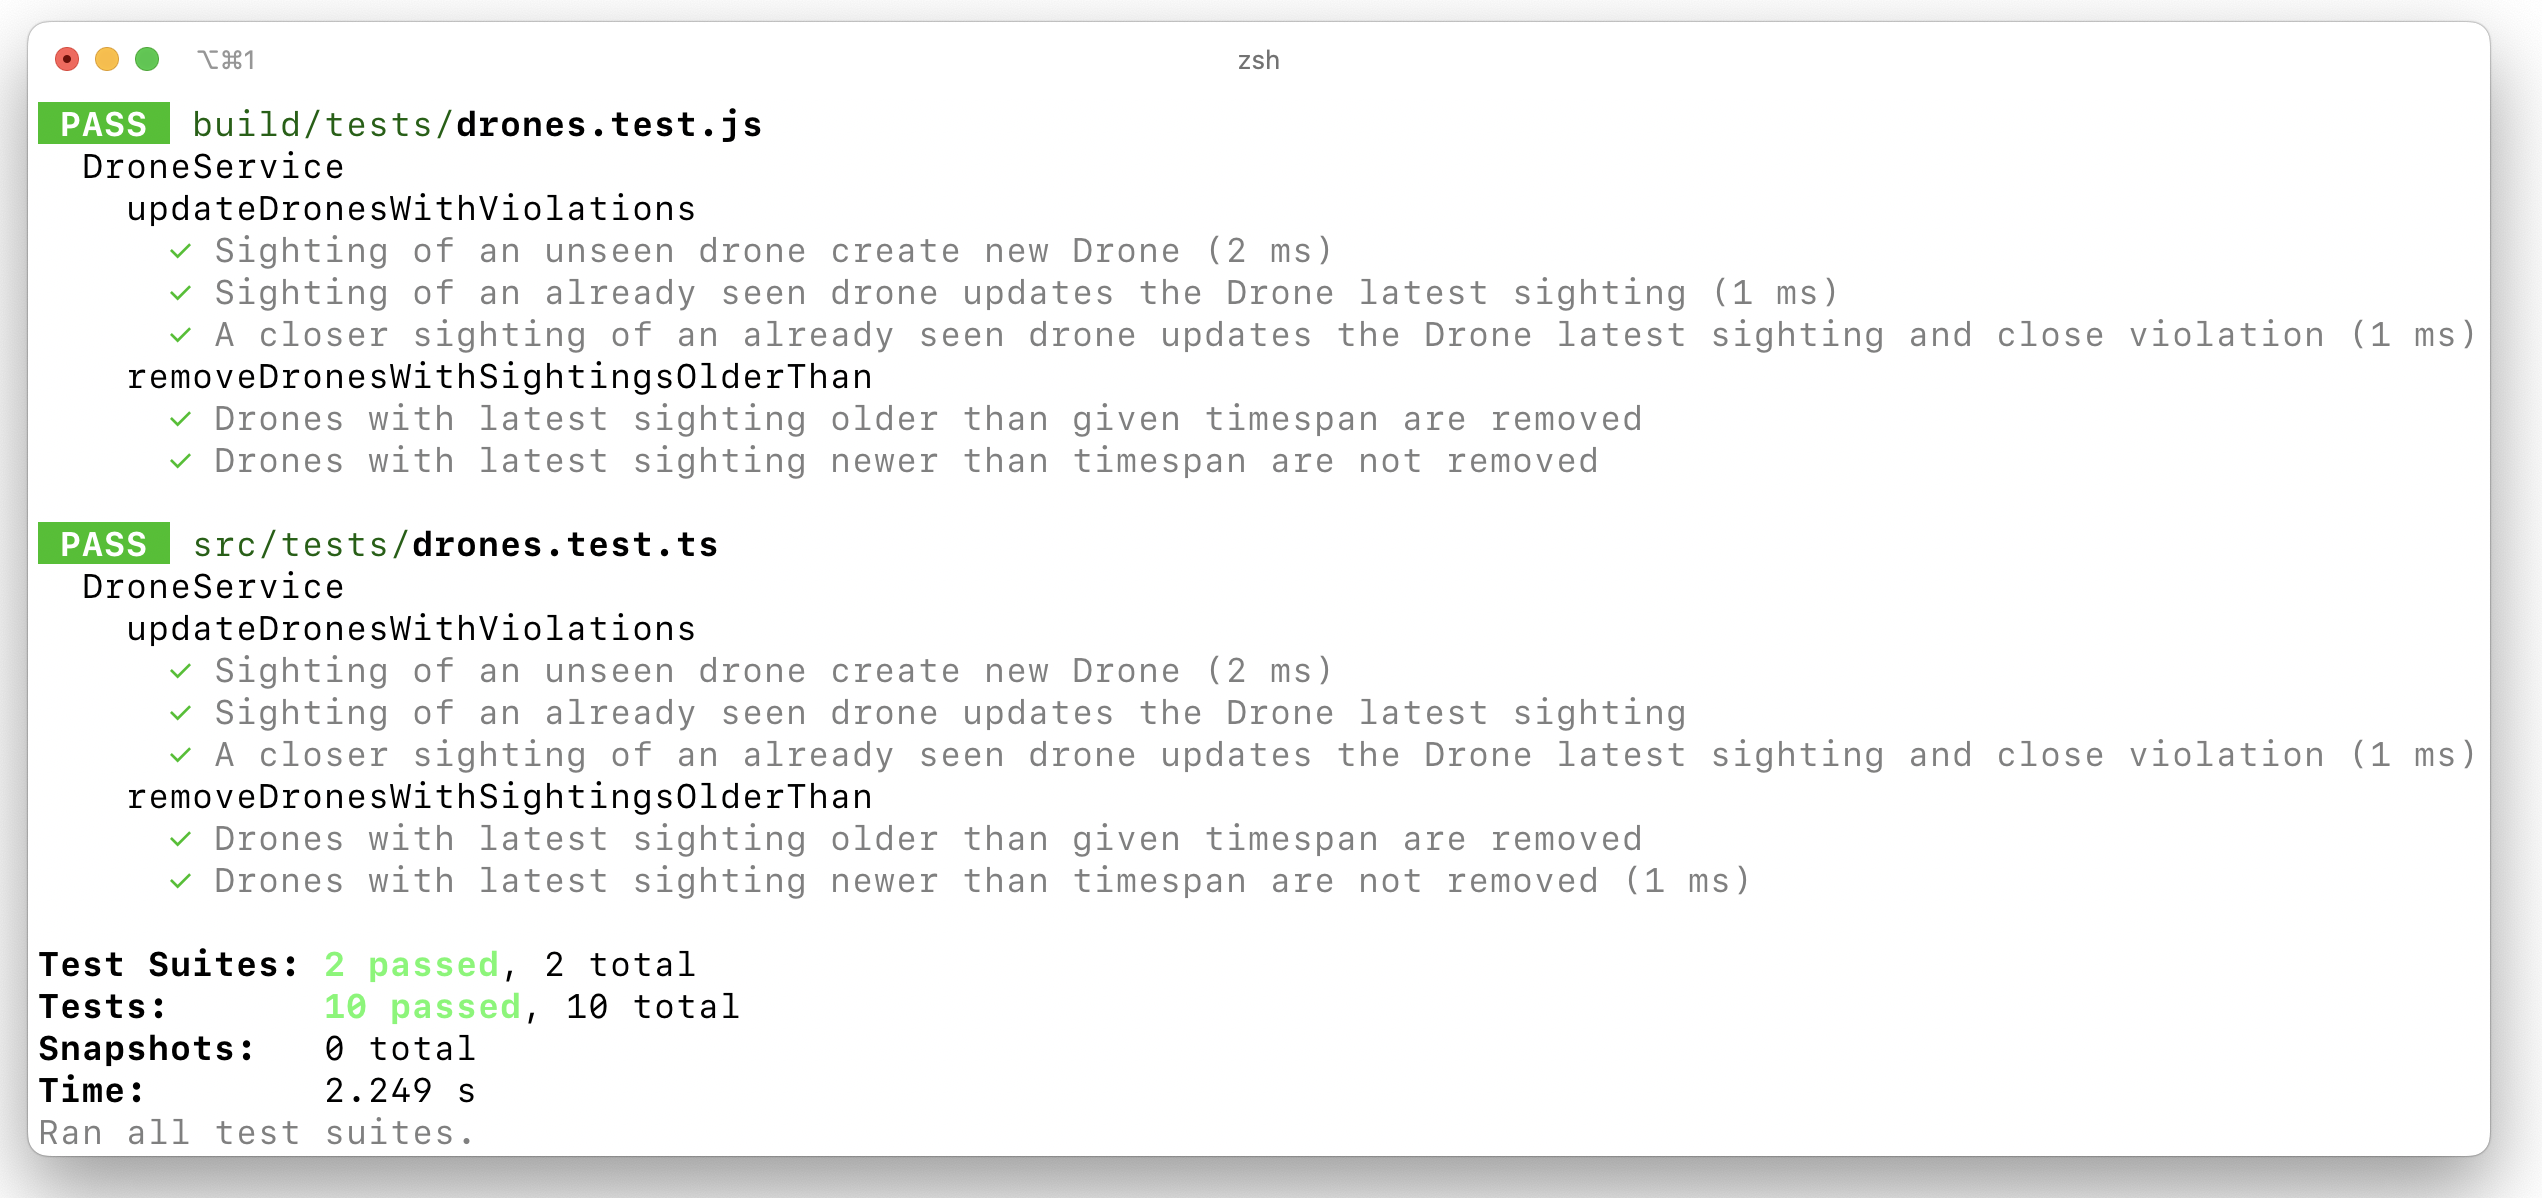 ⌥⌘1 zsh
PASS build/tests/drones.test.js
DroneService
updateDronesWithViolations
✓ Sighting of an unseen drone create new Drone (2 ms)
✓ Sighting of an already seen drone updates the Drone latest sighting (1 ms)
✓ A closer sighting of an already seen drone updates the Drone latest sighting and close violation (1 ms)
removeDronesWithSightingsOlderThan
✓ Drones with latest sighting older than given timespan are removed
✓ Drones with latest sighting newer than timespan are not removed
PASS src/tests/drones.test.ts
DroneService
updateDronesWithViolations
✓ Sighting of an unseen drone create new Drone (2 ms)
✓ Sighting of an already seen drone updates the Drone latest sighting
✓ A closer sighting of an already seen drone updates the Drone latest sighting and close violation (1 ms)
removeDronesWithSightingsOlderThan
✓ Drones with latest sighting older than given timespan are removed
✓ Drones with latest sighting newer than timespan are not removed (1 ms)
Test Suites: 2 passed, 2 total
Tests: 10 passed, 10 total
Snapshots: 0 total
Time: 2.249 s
Ran all test suites.